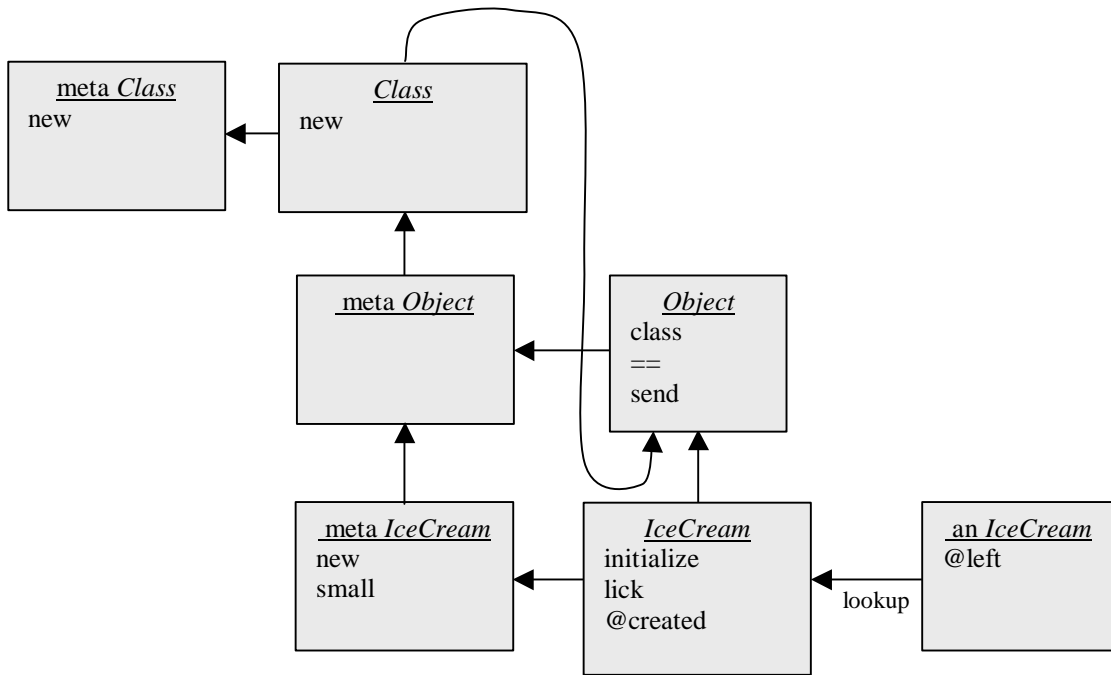 meta Class
new
Class
new
meta Object
Object
class
==
send
meta IceCream
new
small
IceCream
initialize
lick
@created
lookup
an IceCream
@left